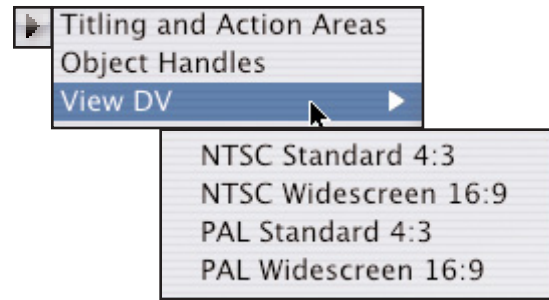 Titling and Action Areas
Object Handles
View DV
NTSC Standard 4:3
NTSC Widescreen 16:9
PAL Standard 4:3
PAL Widescreen 16:9